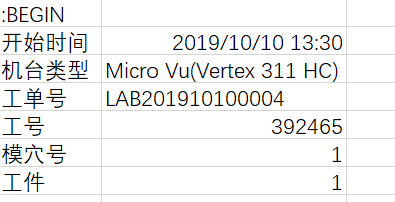 :BEGIN
开始时间 2019/10/10 13:30
机台类型 Micro Vu(Vertex 311 HC)
工单号 LAB201910100004
工号 392465
模穴号 1
工件 1